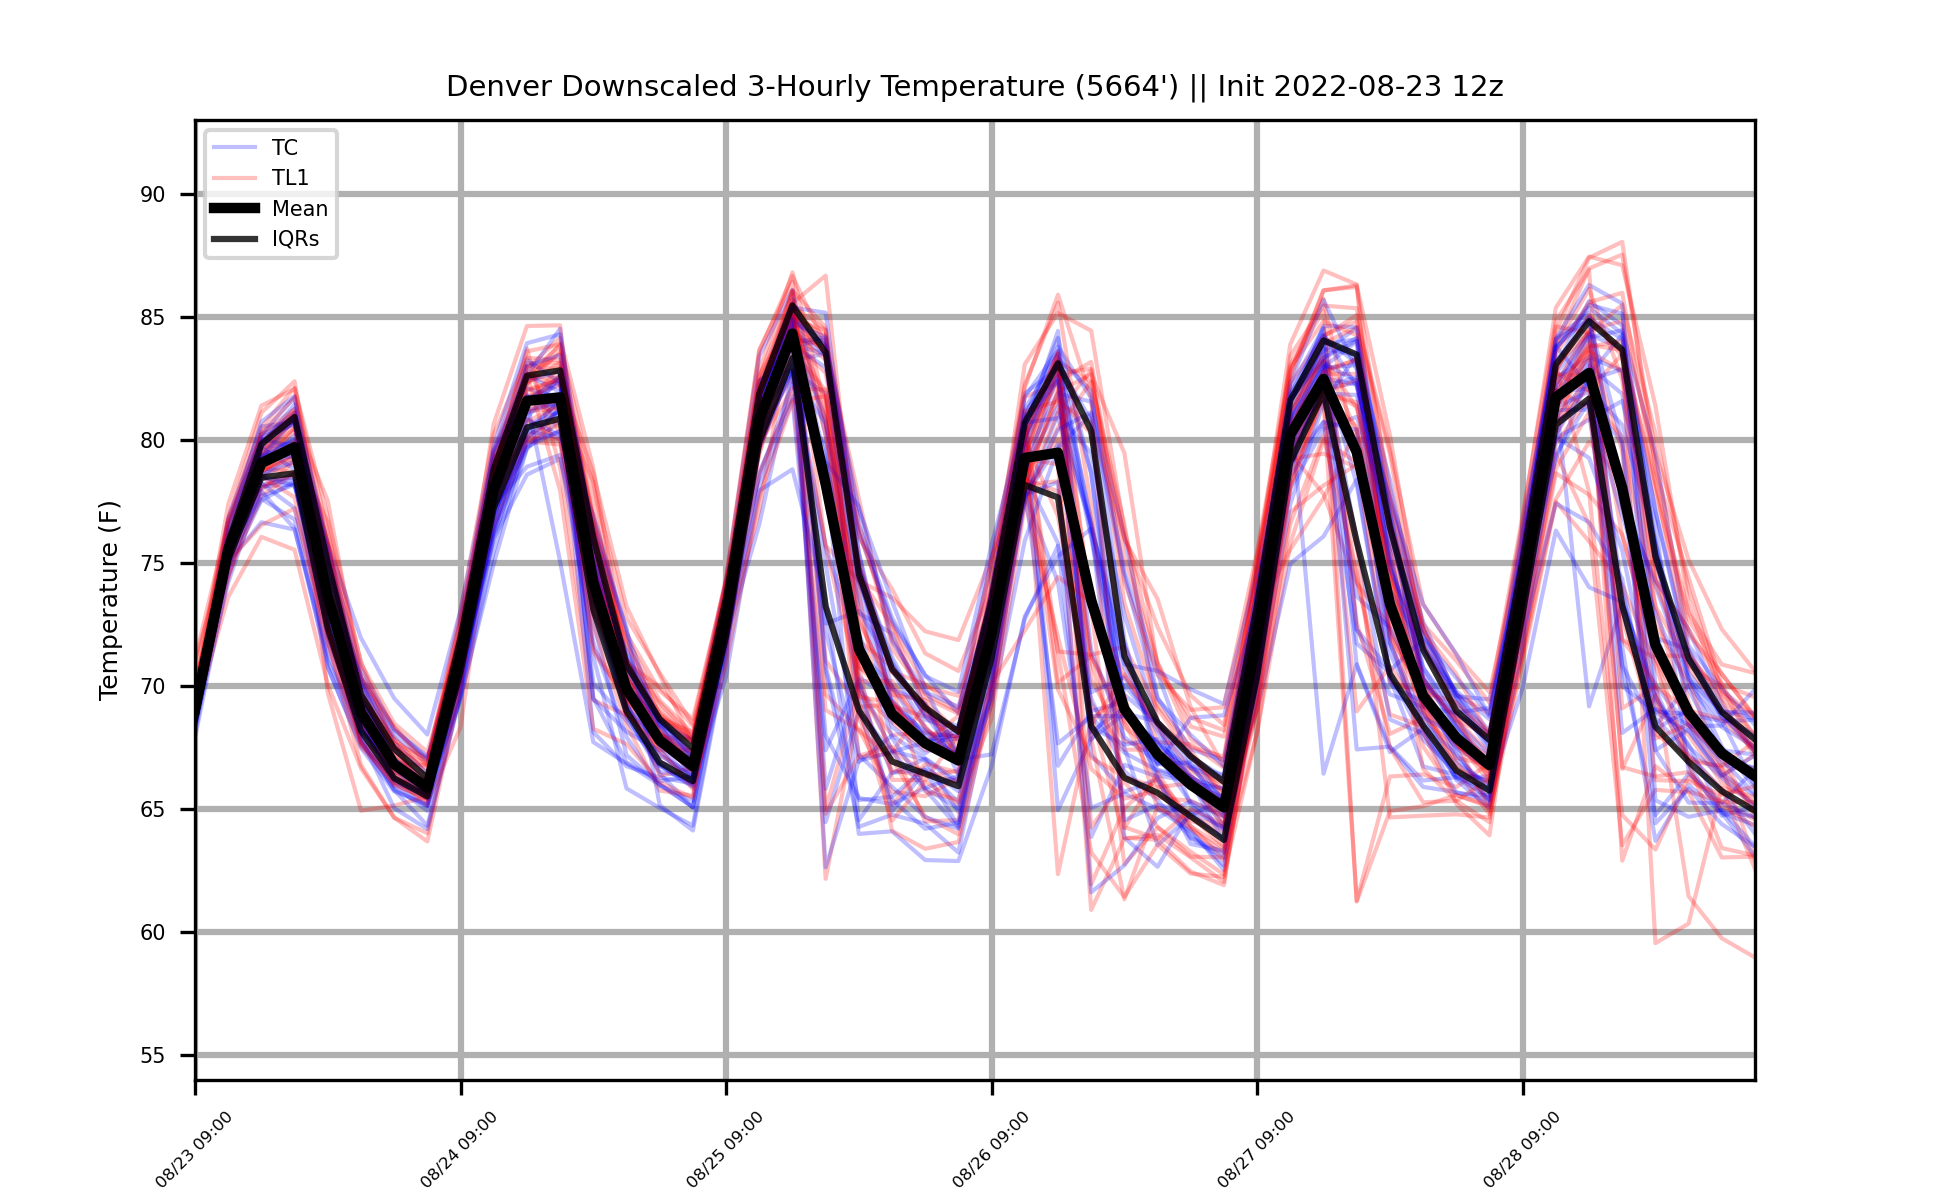 Denver Downscaled 3-Hourly Temperature (5664') || Init 2022-08-23 12z
TC
TL1
Mean
IQRs
Temperature (F)
90
85
80
75
70
65
60
55
08/23 09:00
08/24 09:00
08/25 09:00
08/26 09:00
08/27 09:00
08/28 09:00